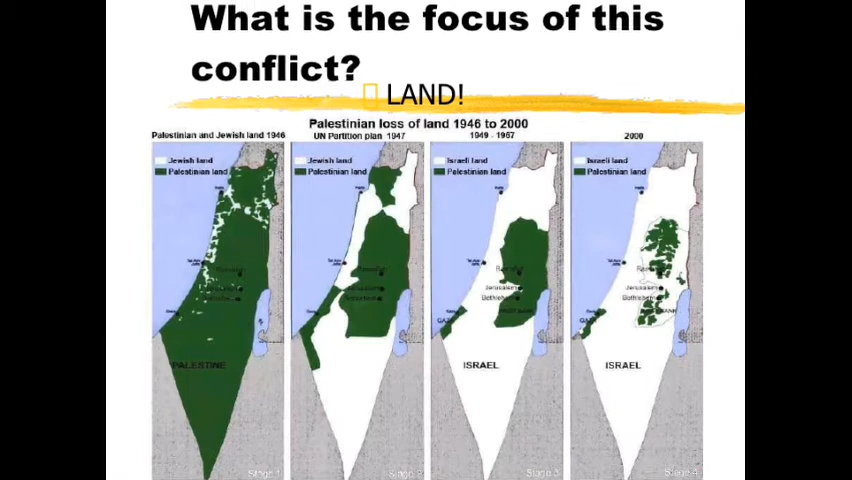 What is the focus of this
conflict?
LAND!
Palestinian loss of land 1946 to 2000
Palestinian and Jewish land 1946
UN Partition plan 1947
1949 - 1967
2000
Jewish land
Palestinian land
Jewish land
Palestinian land
Israeli land
Palestinian land
Israeli land
Palestinian land
Ramallah
Jerusalem
Bethlehem
Jerusalem
Bethlehem
GAZA
PALESTINE
ISRAEL
ISRAEL
Stage 1
Stage 2
Stage 3
Stage 4